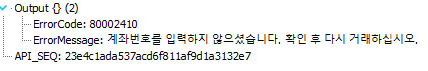 Output {} (2)
ErrorCode: 80002410
ErrorMessage: 계좌번호를 입력하지 않으셨습니다. 확인 후 다시 거래하십시오.
API_SEQ: 23e4c1ada537acd6f811af9d1a3132e7